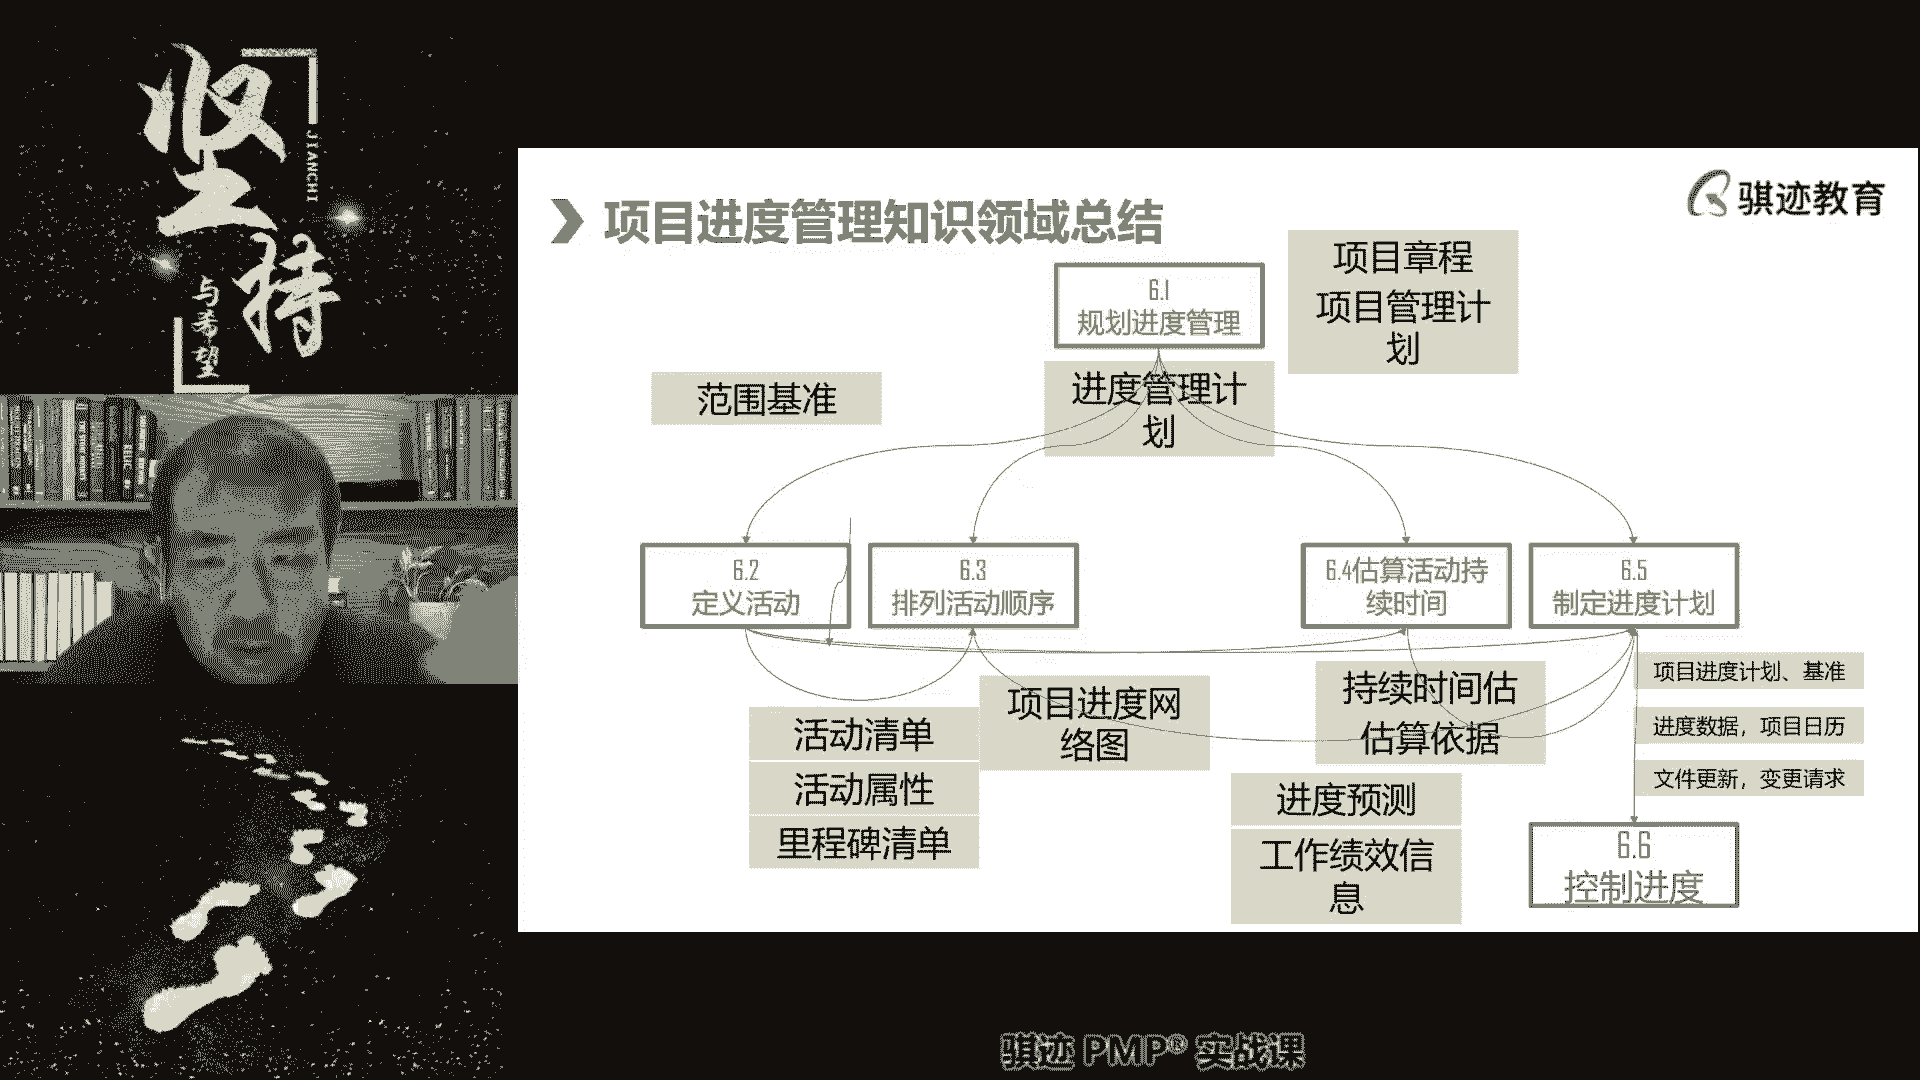 坚持
JIANCHI
与希望
骐迹教育
项目进度管理知识领域总结
6.1
规划进度管理
项目章程
项目管理计
划
范围基准
进度管理计
划
6.2
定义活动
6.3
排列活动顺序
6.4估算活动持
续时间
6.5
制定进度计划
活动清单
活动属性
里程碑清单
项目进度网
络图
持续时间估
估算依据
进度预测
工作绩效信
息
项目进度计划、基准
进度数据，项目日历
文件更新，变更请求
6.6
控制进度
骐迹 PMP® 实战课